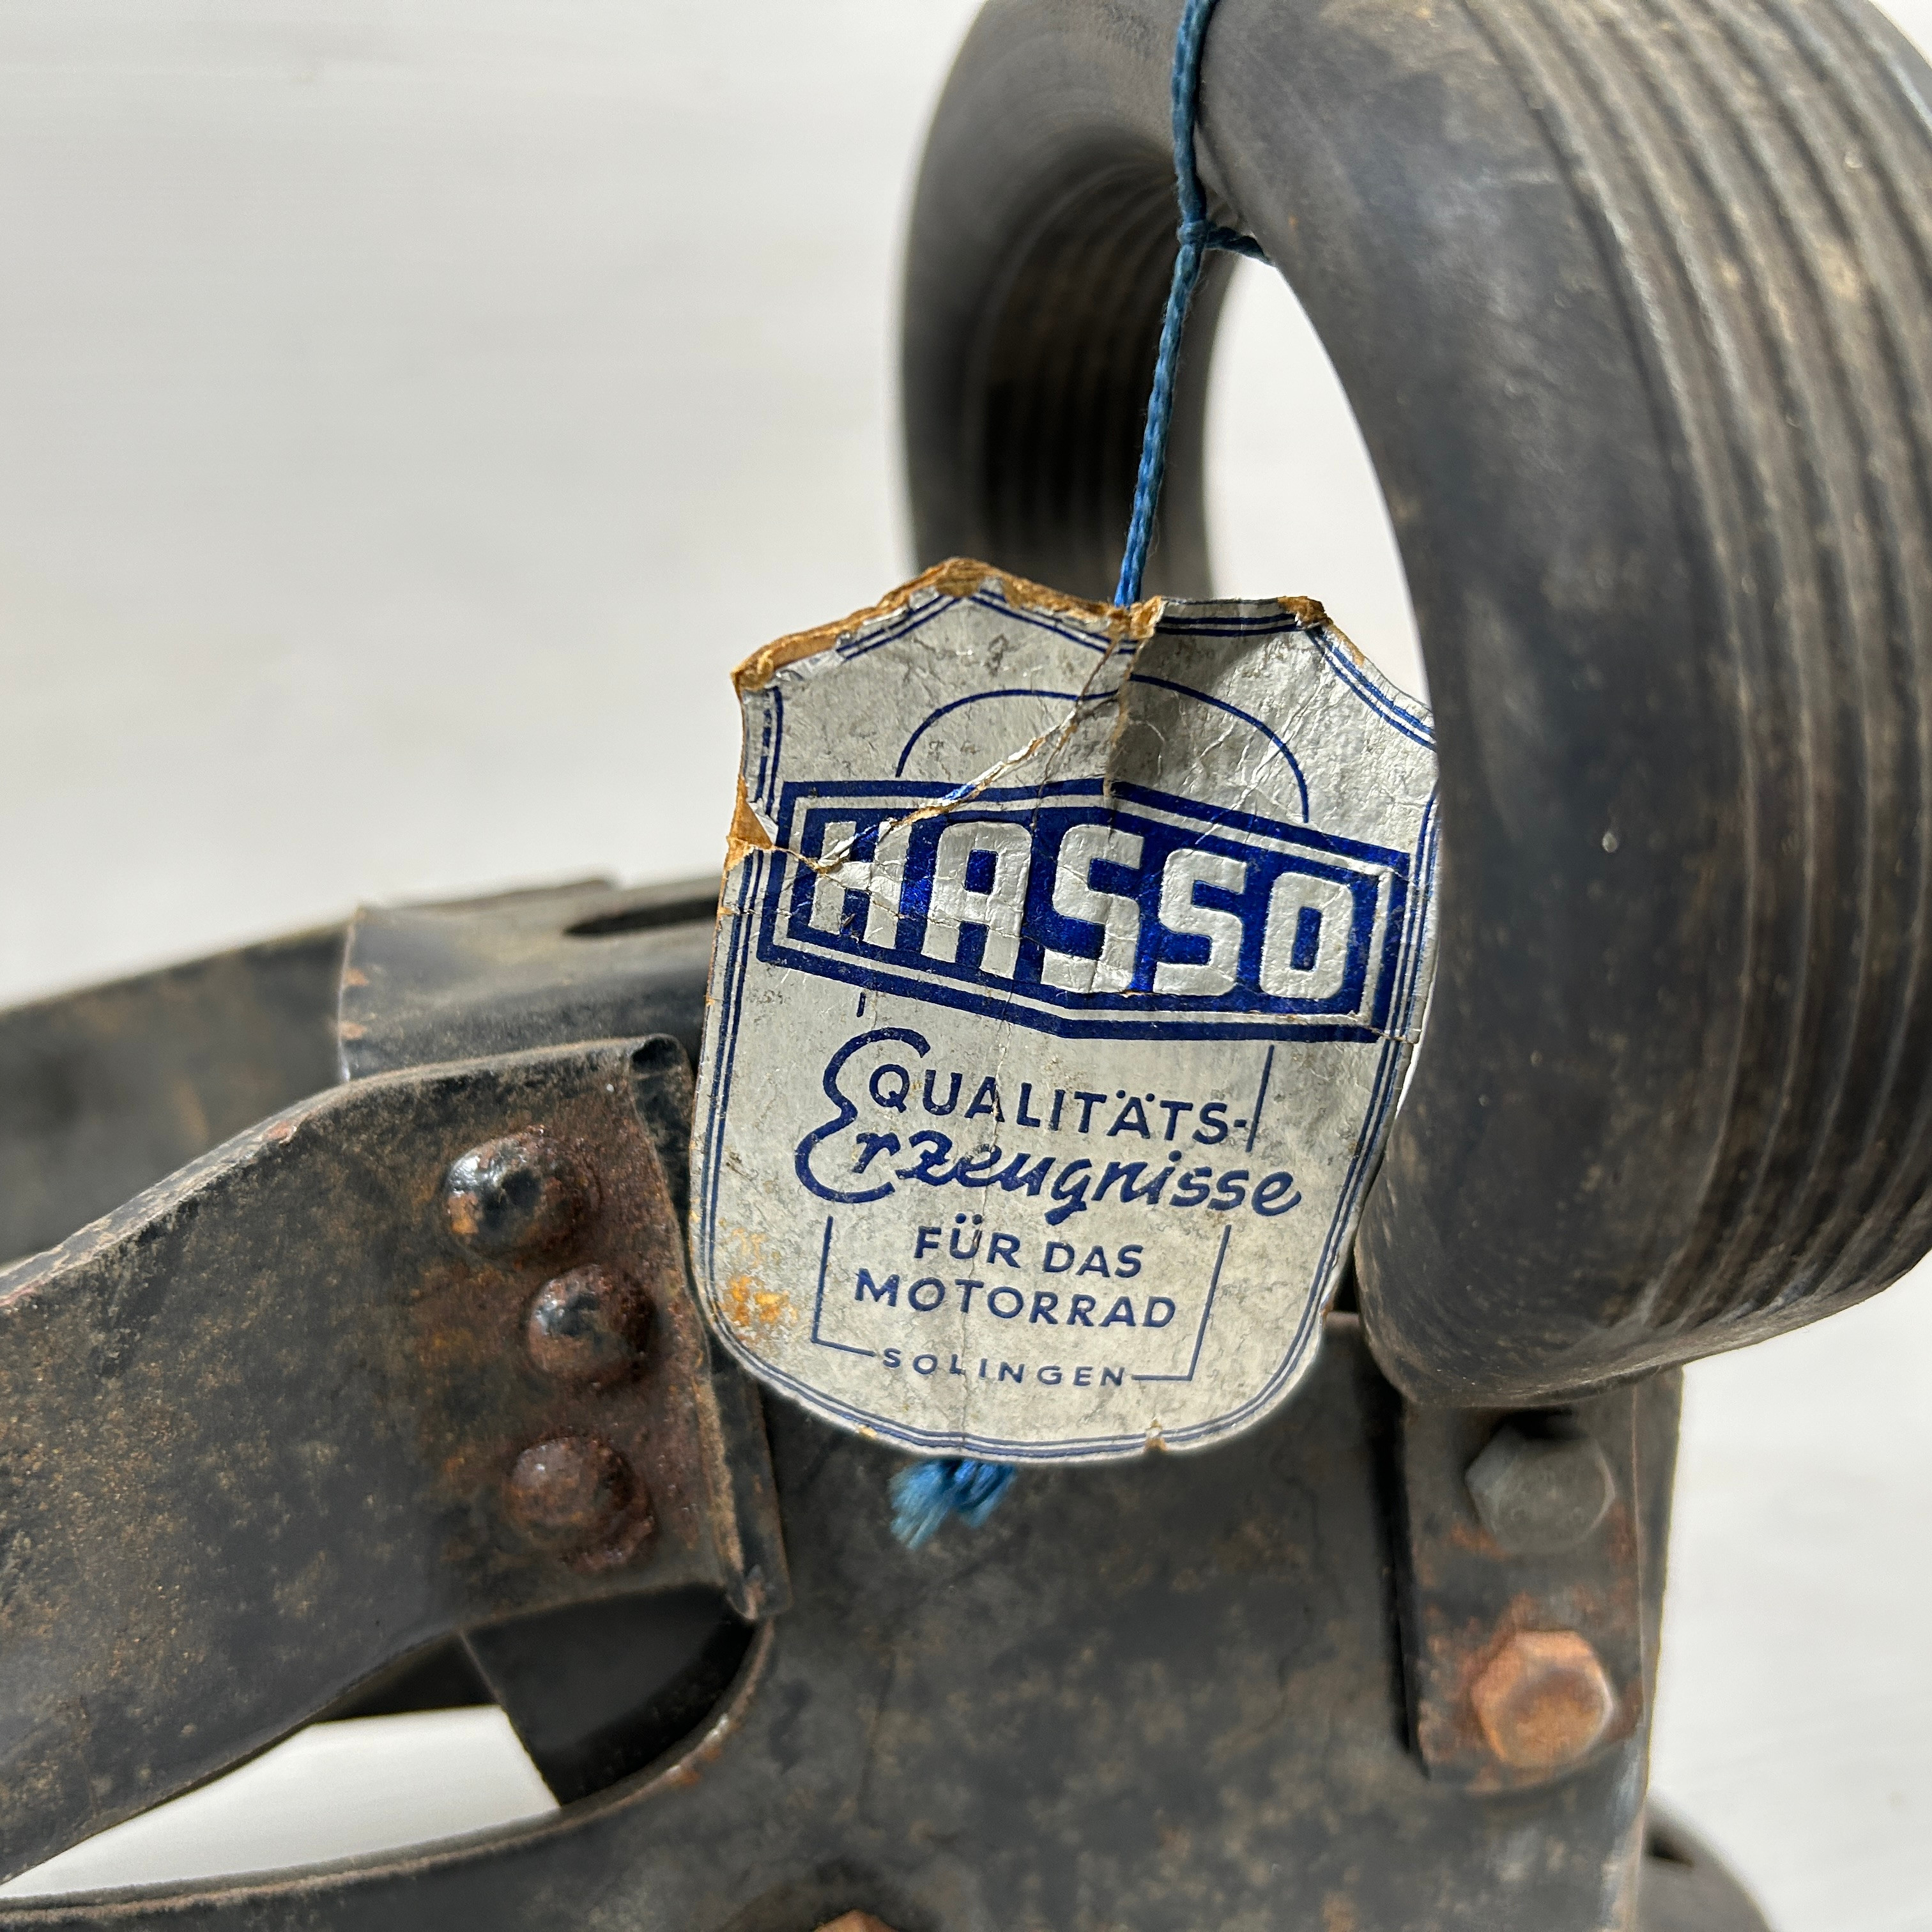 HASSO
QUALITÄTS-
Erzeugnisse
FÜR DAS
MOTORRAD
SOLINGEN